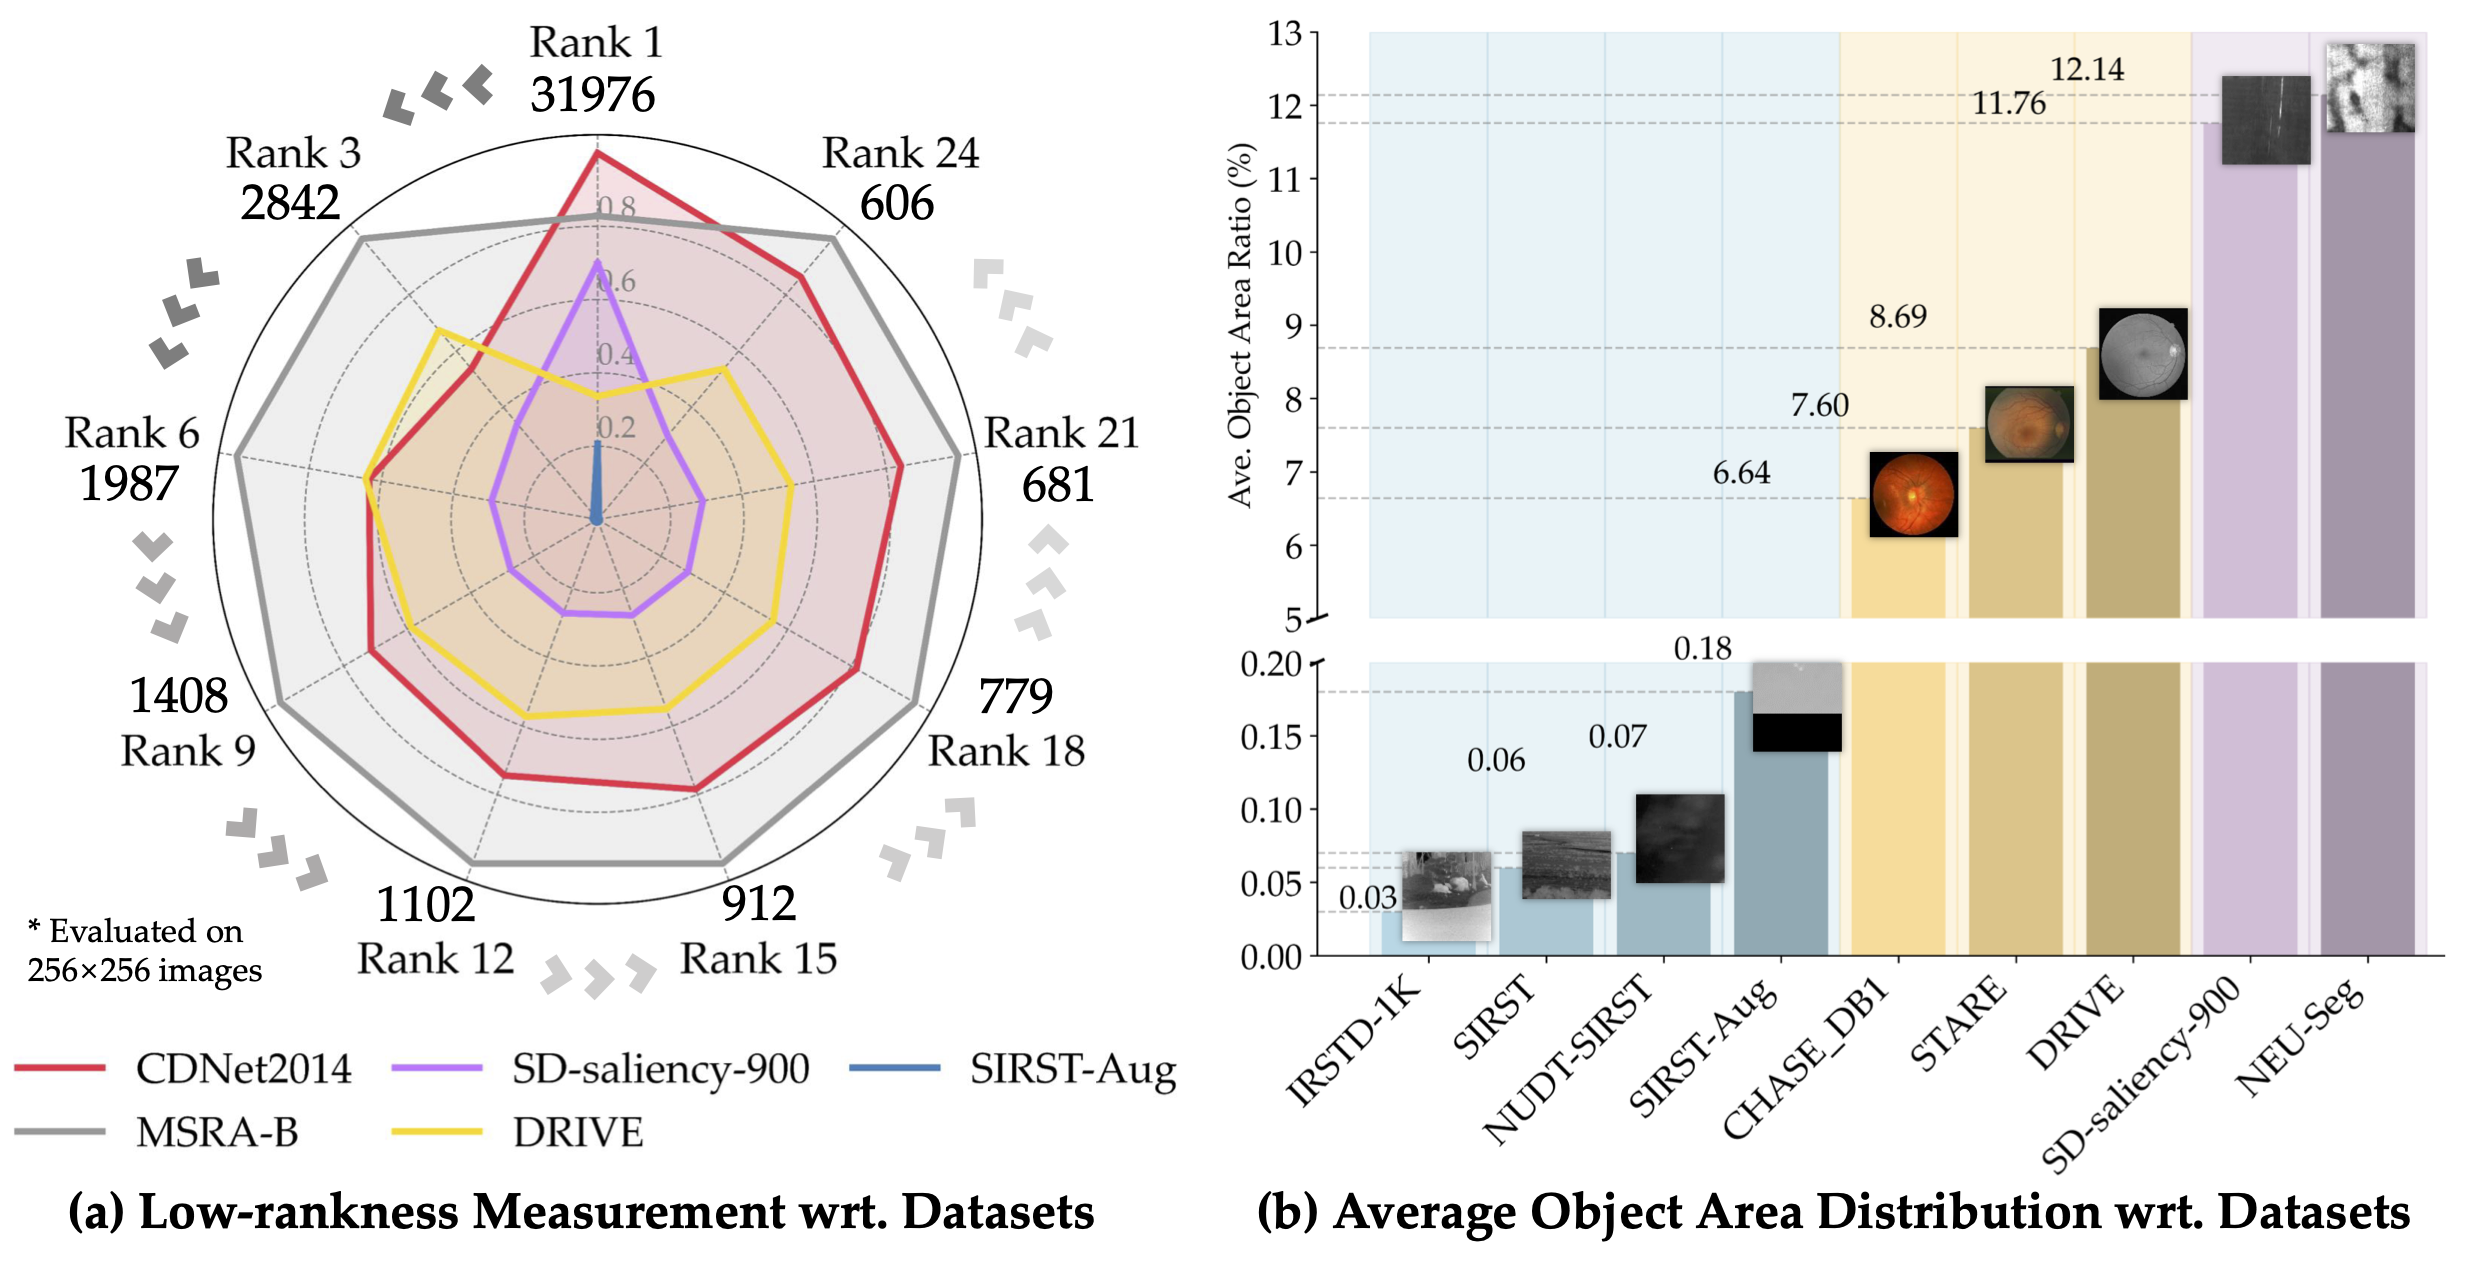 Rank 1
31976
Rank 3
2842
Rank 24
606
Rank 6
1987
Rank 21
681
1408
Rank 9
779
Rank 18
1102
Rank 12
912
Rank 15
0.8
0.6
0.4
0.2
* Evaluated on
256×256 images
CDNet2014
SD-saliency-900
SIRST-Aug
MSRA-B
DRIVE
(a) Low-rankness Measurement wrt. Datasets
Ave. Object Area Ratio (%)
13
12
11
10
9
8
7
6
5
0.20
0.15
0.10
0.05
0.00
12.14
11.76
8.69
7.60
6.64
0.18
0.07
0.06
0.03
IRSTD-1K
SIRST
NUDT-SIRST
SIRST-Aug
CHASE_DB1
STARE
DRIVE
SD-saliency-900
NEU-Seg
(b) Average Object Area Distribution wrt. Datasets